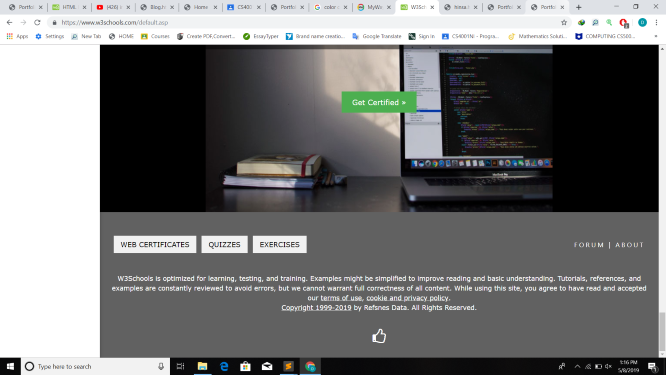 Portfo
HTML
(426)
Blog.
Home
CS400
Portfo
color
MyWa
W3Sch
hmsa
Portfo
Portfo
https://www.w3schools.com/default.asp
Apps
Settings
New Tab
HOME
Courses
Create PDF,Convert...
EssayTyper
Brand name creatio...
Google Translate
Sign In
CS4001NI - Progra...
Mathematics Soluti...
COMPUTING CS500...
Get Certified »
WEB CERTIFICATES QUIZZES EXERCISES
FORUM | ABOUT
W3Schools is optimized for learning, testing, and training. Examples might be simplified to improve reading and basic understanding. Tutorials, references, and
examples are constantly reviewed to avoid errors, but we cannot warrant full correctness of all content. While using this site, you agree to have read and accepted
our terms of use, cookie and privacy policy.
Copyright 1999-2019 by Refsnes Data. All Rights Reserved.
Type here to search
1:16 PM
5/8/2019